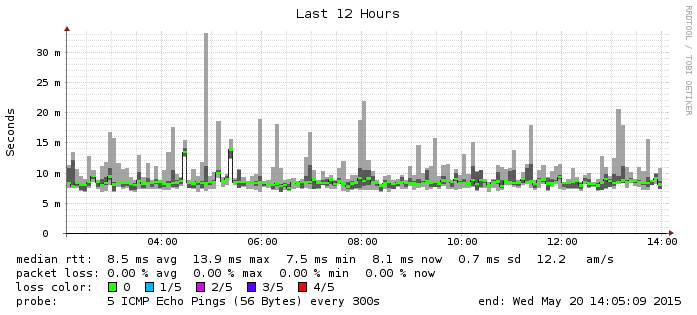 Last 12 Hours
RRDTOOL / TOBI OETIKER
Seconds
30 m
25 m
20 m
15 m
10 m
5 m
0
04:00 06:00 08:00 10:00 12:00 14:00
median rtt: 8.5 ms avg 13.9 ms max 7.5 ms min 8.1 ms now 0.7 ms sd 12.2 am/s
packet loss: 0.00 % avg 0.00 % max 0.00 % min 0.00 % now
loss color: 0 1/5 2/5 3/5 4/5
probe: 5 ICMP Echo Pings (56 Bytes) every 300s end: Wed May 20 14:05:09 2015